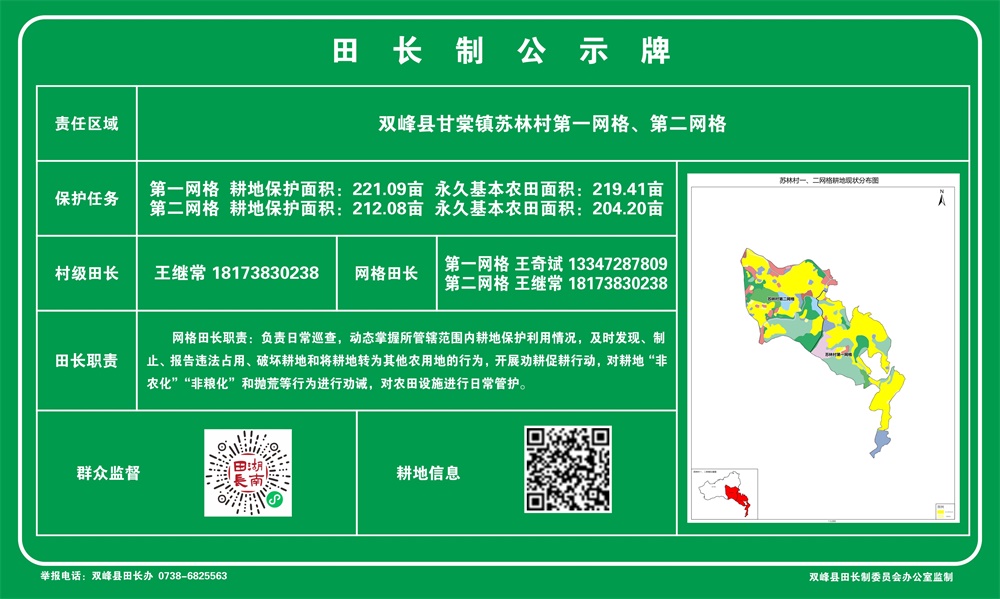 田长制公示牌
责任区域
双峰县甘棠镇苏林村第一网格、第二网格
保护任务
第一网格 耕地保护面积：221.09亩 永久基本农田面积：219.41亩
第二网格 耕地保护面积：212.08亩 永久基本农田面积：204.20亩
村级田长
王继常 18173830238
网格田长
第一网格 王奇斌 13347287809
第二网格 王继常 18173830238
田长职责
网格田长职责：负责日常巡查，动态掌握所管辖范围内耕地保护利用情况，及时发现、制
止、报告违法占用、破坏耕地和将耕地转为其他农用地的行为，开展劝耕促耕行动，对耕地“非
农化”“非粮化”和抛荒等行为进行劝诫，对农田设施进行日常管护。
苏林村一、二网格耕地现状分布图
N
苏林村第二网格
苏林村第一网格
群众监督
湖南
田長
耕地信息
举报电话：双峰县田长办 0738-6825563
双峰县田长制委员会办公室监制